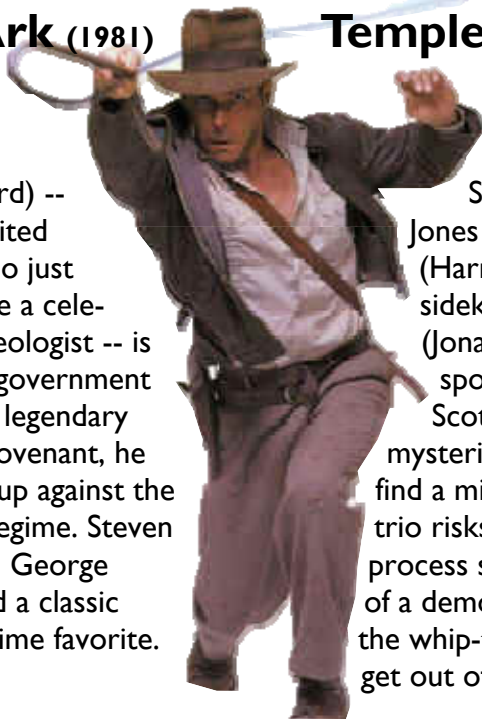 Ark (1981)
rd) --
ited
o just
e a cele-
eologist -- is
government
legendary
ovenant, he
up against the
egime. Steven
George
d a classic
ime favorite.
Temple
S
Jones
(Harr
sidek
(Jona
spo
Scot
mysteri
find a mi
trio risks
process s
of a demo
the whip-
get out of